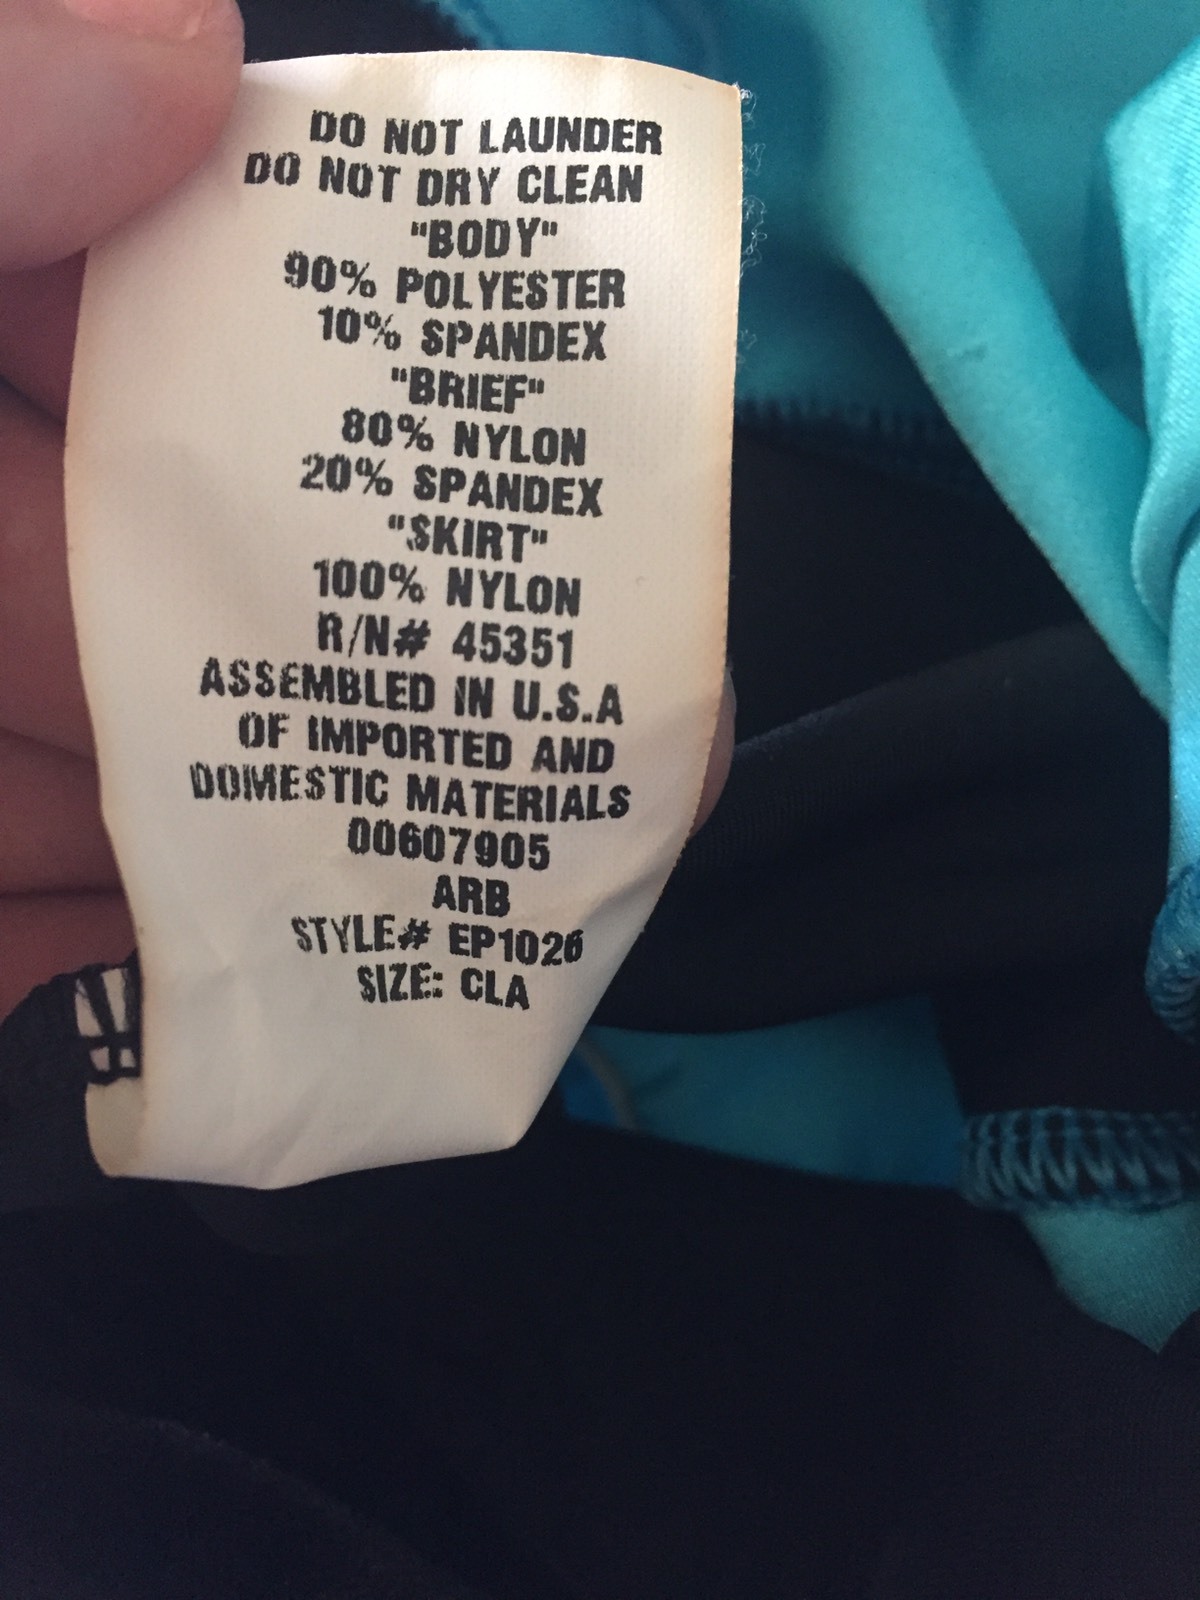 DO NOT LAUNDER
DO NOT DRY CLEAN
"BODY"
90% POLYESTER
10% SPANDEX
"BRIEF"
80% NYLON
20% SPANDEX
"SKIRT"
100% NYLON
R/N# 45351
ASSEMBLED IN U.S.A
OF IMPORTED AND
DOMESTIC MATERIALS
00607905
ARB
STYLE# EP1026
SIZE: CLA